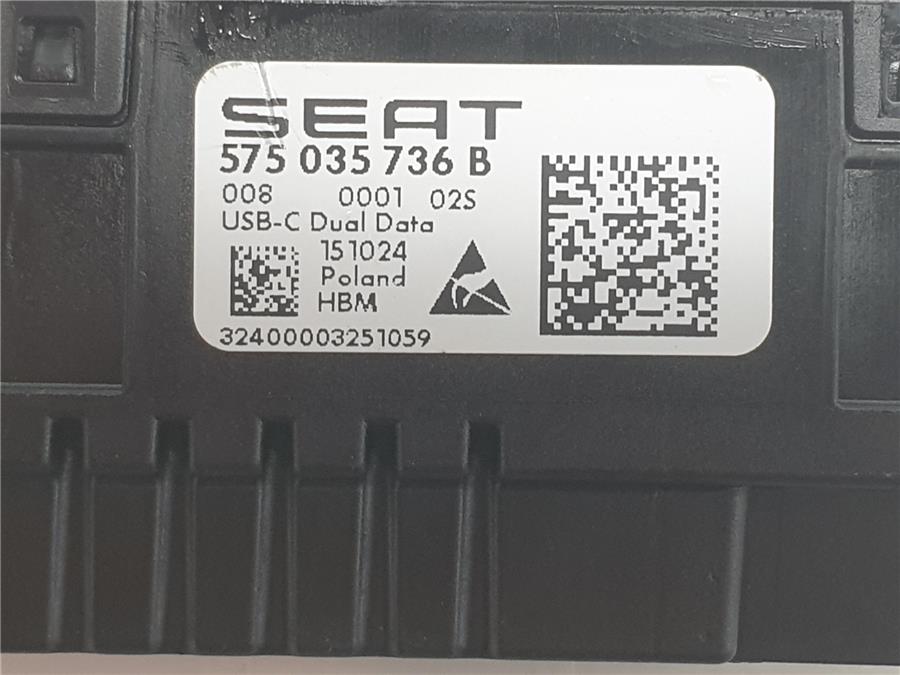 SEAT
575 035 736 B
008 0001 02S
USB-C Dual Data
151024
Poland
HBM
32400003251059